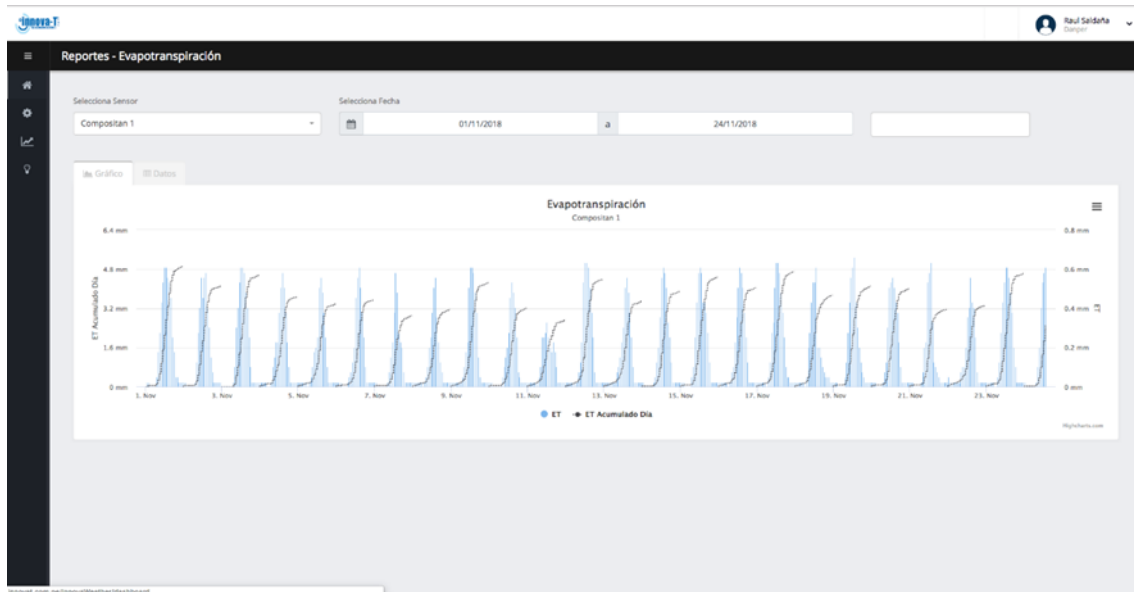 innova-T
Raul Saldaña
Danper
Reportes - Evapotranspiración
Selecciona Sensor
Selecciona Fecha
Compositan 1
01/11/2018
a
24/11/2018
Gráfico
Datos
Evapotranspiración
Compositan 1
6.4 mm
0.8 mm
4.8 mm
0.6 mm
3.2 mm
0.4 mm
1.6 mm
0.2 mm
0 mm
0 mm
ET Acumulado Día
ET
1. Nov
3. Nov
5. Nov
7. Nov
9. Nov
11. Nov
13. Nov
15. Nov
17. Nov
19. Nov
21. Nov
23. Nov
ET
ET Acumulado Día
Highcharts.com